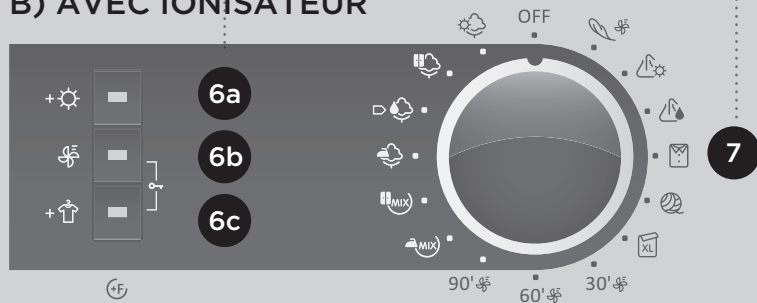 B) AVEC IONISATEUR
OFF
6a
+
6b
7
+
6c
MIX
MIX
XL
+F
90'
60'
30'